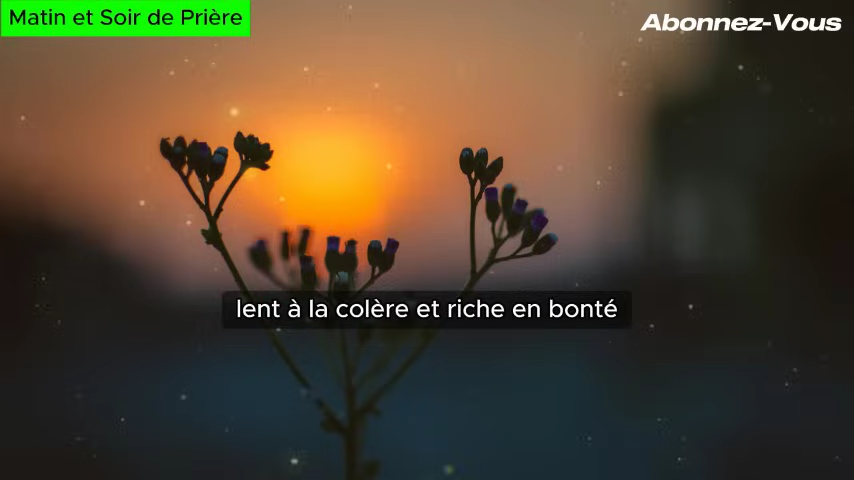 Matin et Soir de Prière
Abonnez-Vous
lent à la colère et riche en bonté